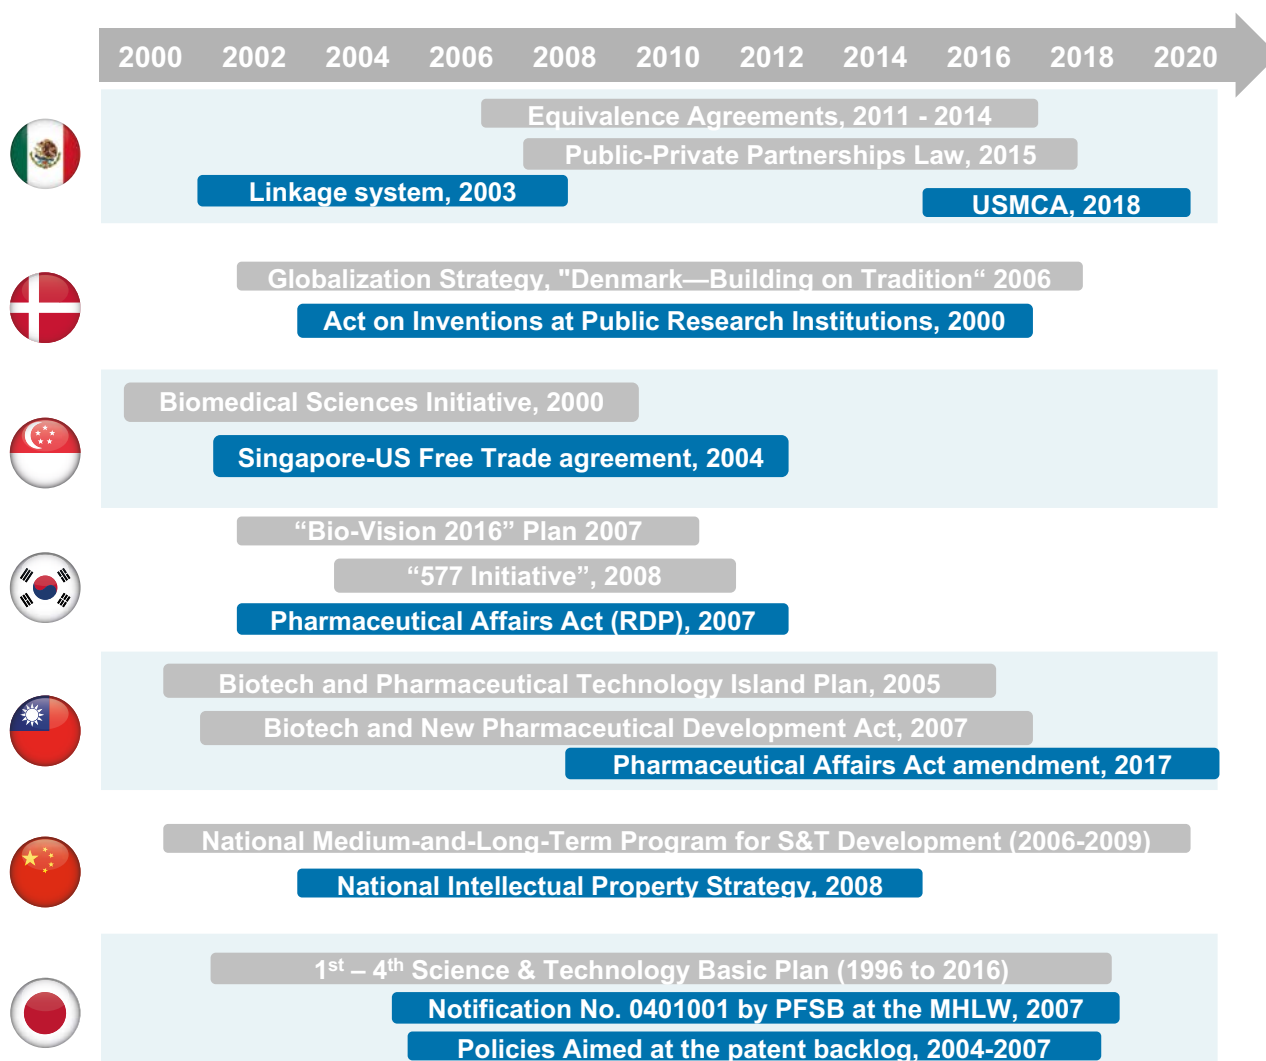 2000 2002 2004 2006 2008 2010 2012 2014 2016 2018 2020
Equivalence Agreements, 2011 - 2014
Public-Private Partnerships Law, 2015
Linkage system, 2003
USMCA, 2018
Globalization Strategy, "Denmark—Building on Tradition“ 2006
Act on Inventions at Public Research Institutions, 2000
Biomedical Sciences Initiative, 2000
Singapore-US Free Trade agreement, 2004
“Bio-Vision 2016” Plan 2007
“577 Initiative”, 2008
Pharmaceutical Affairs Act (RDP), 2007
Biotech and Pharmaceutical Technology Island Plan, 2005
Biotech and New Pharmaceutical Development Act, 2007
Pharmaceutical Affairs Act amendment, 2017
National Medium-and-Long-Term Program for S&T Development (2006-2009)
National Intellectual Property Strategy, 2008
1st – 4th Science & Technology Basic Plan (1996 to 2016)
Notification No. 0401001 by PFSB at the MHLW, 2007
Policies Aimed at the patent backlog, 2004-2007